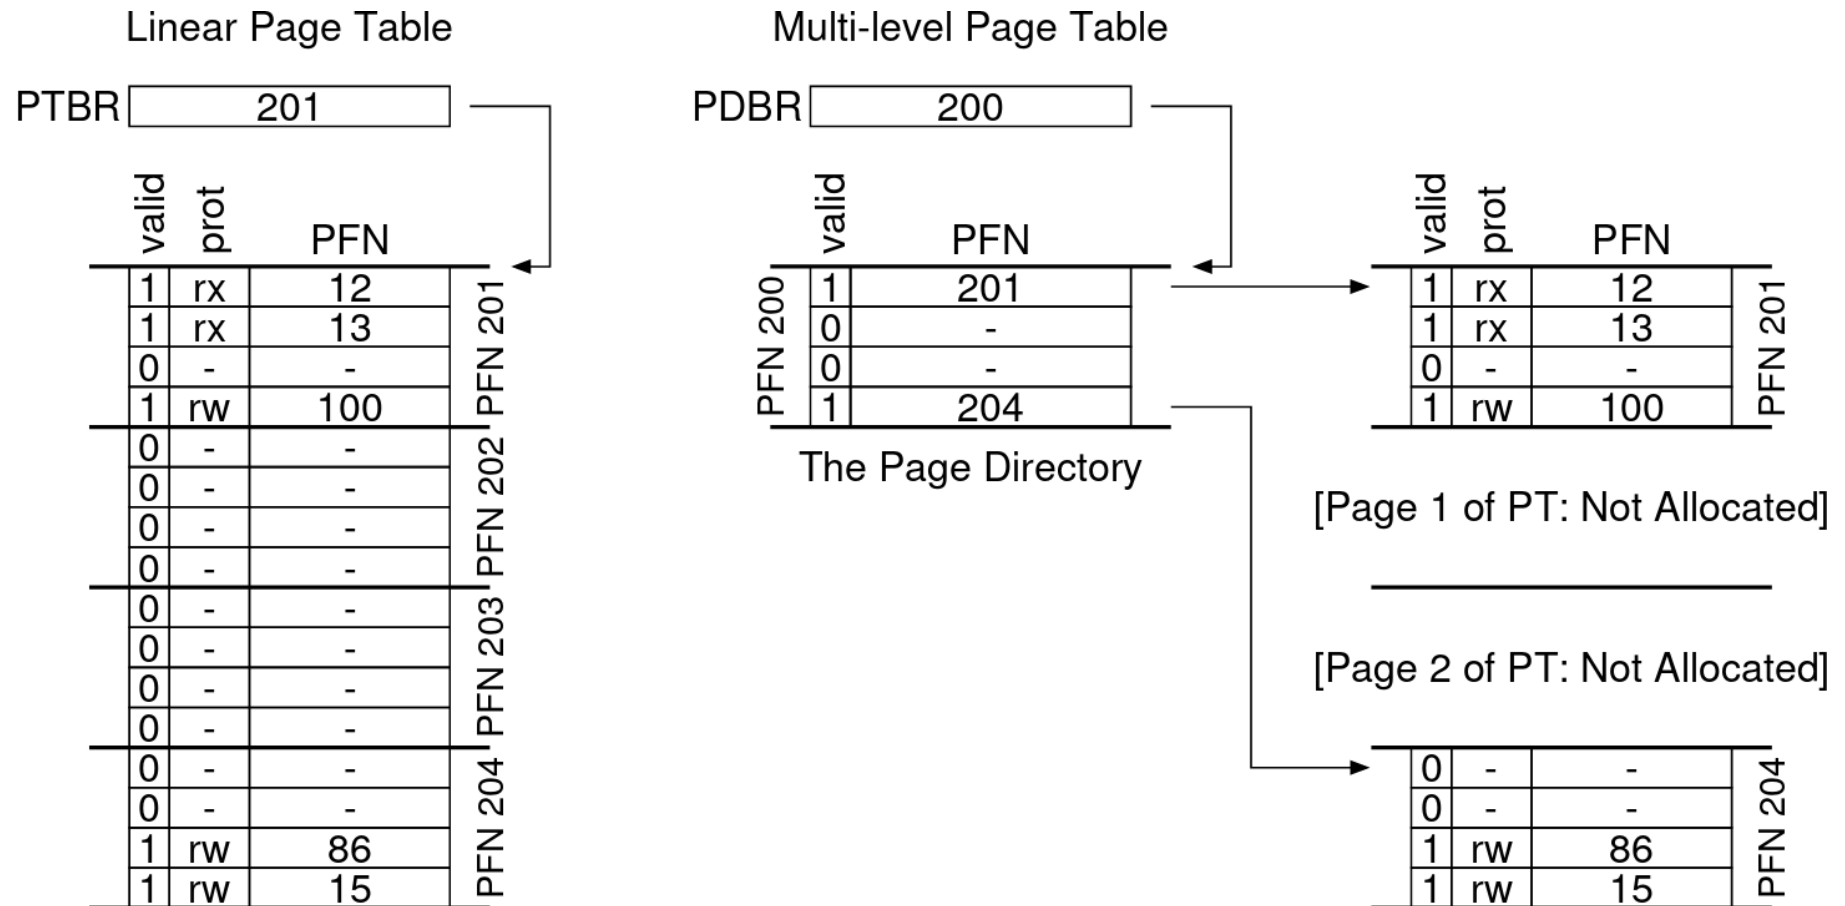 Linear Page Table
PTBR 201
valid prot PFN
1 rx 12
1 rx 13
0 - -
1 rw 100
PFN 201
0 - -
0 - -
0 - -
0 - -
PFN 202
0 - -
0 - -
0 - -
0 - -
PFN 203
0 - -
0 - -
1 rw 86
1 rw 15
PFN 204
Multi-level Page Table
PDBR 200
valid PFN
PFN 200
1 201
0 -
0 -
1 204
The Page Directory
valid prot PFN
1 rx 12
1 rx 13
0 - -
1 rw 100
PFN 201
[Page 1 of PT: Not Allocated]
[Page 2 of PT: Not Allocated]
0 - -
0 - -
1 rw 86
1 rw 15
PFN 204